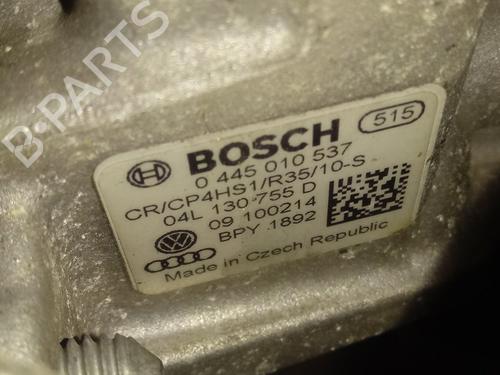 B-PARTS
BOSCH
515
0 445 010 537
CR/CP4HS1/R35/10-S
04L 130 755 D
09 100214
BPY .1892
Made in Czech Republic